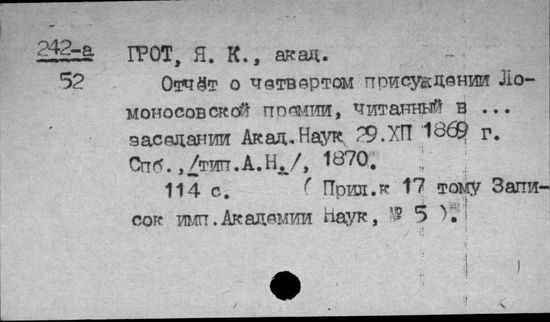 242-а
52
ГРОТ, Я. К., акад.
Отчёт о четвертом присуждении Ло-
моносовской премии, читанный в ...
заседании Акад.Наук 29.XП 1869 г.
Спб.,/тип.А.Н./, 1870.
114 с. ( Прил.к 17 тому Запи-
сок имп.Академии Наук, № 5 ).